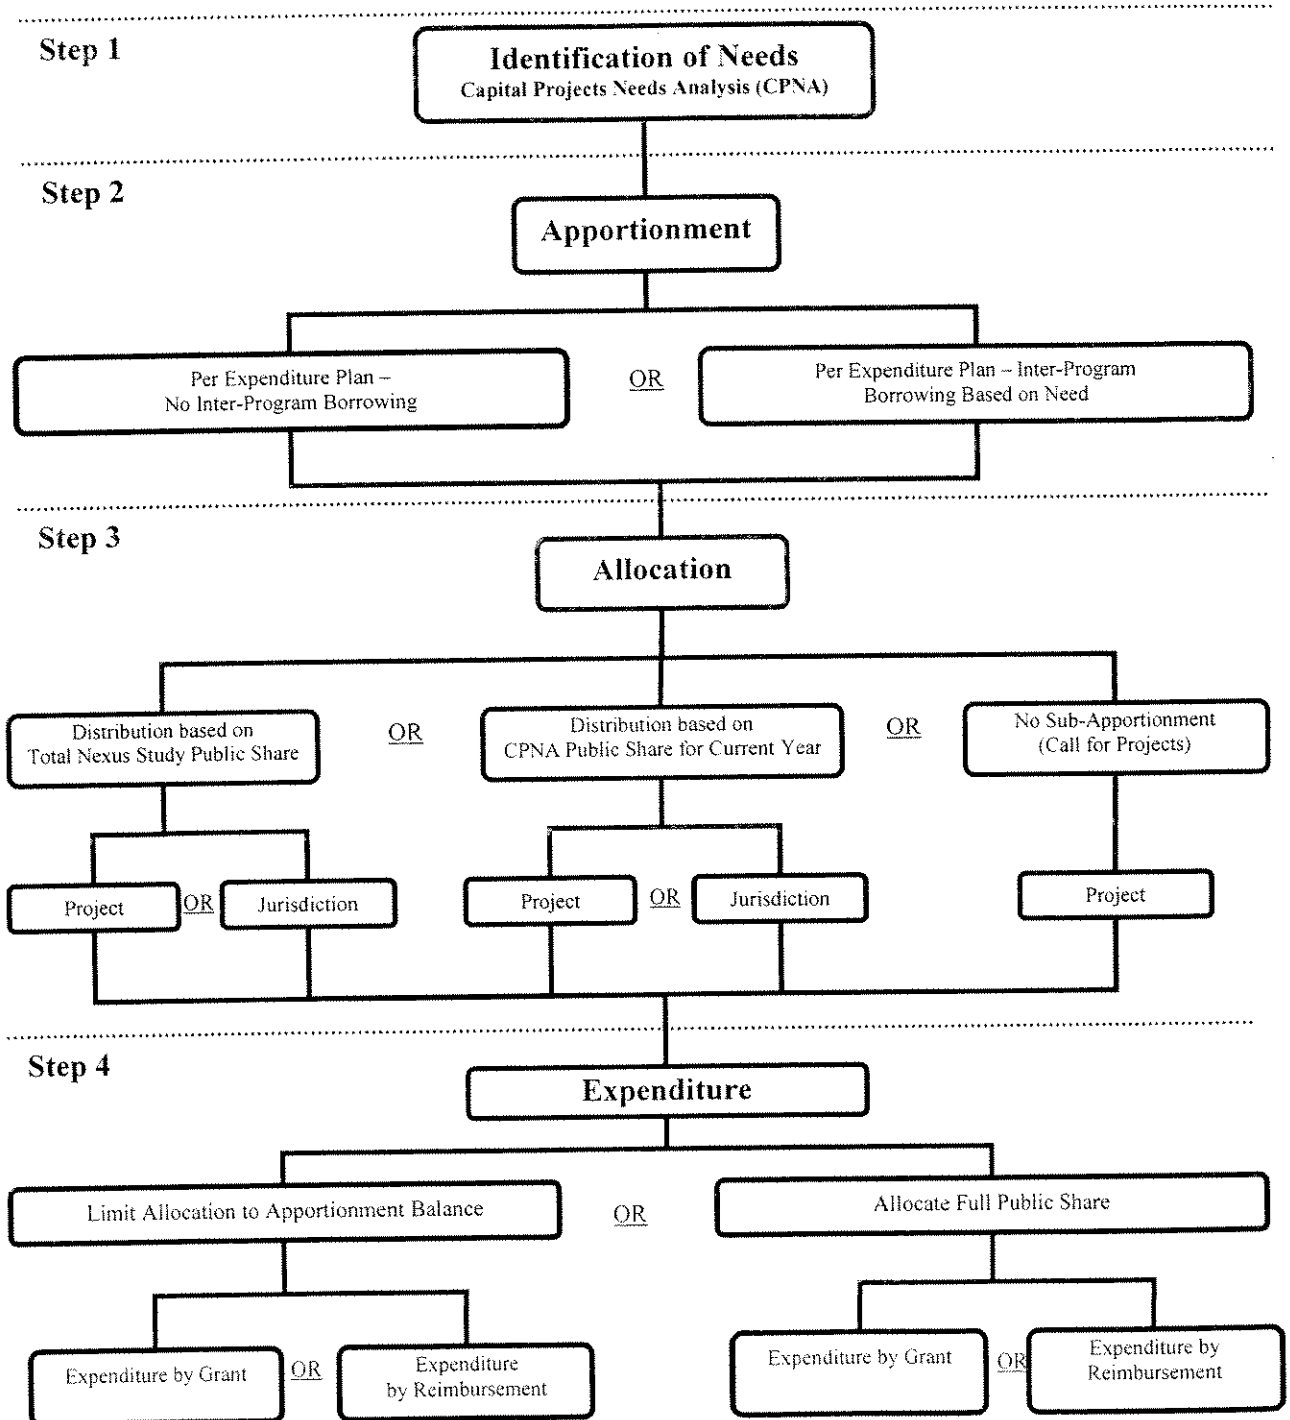 Step 1
Identification of Needs
Capital Projects Needs Analysis (CPNA)
Step 2
Apportionment
Per Expenditure Plan –
No Inter-Program Borrowing
OR
Per Expenditure Plan – Inter-Program
Borrowing Based on Need
Step 3
Allocation
Distribution based on
Total Nexus Study Public Share
OR
Distribution based on
CPNA Public Share for Current Year
OR
No Sub-Apportionment
(Call for Projects)
Project
OR
Jurisdiction
Project
OR
Jurisdiction
Project
Step 4
Expenditure
Limit Allocation to Apportionment Balance
OR
Allocate Full Public Share
Expenditure by Grant
OR
Expenditure
by Reimbursement
Expenditure by Grant
OR
Expenditure by
Reimbursement